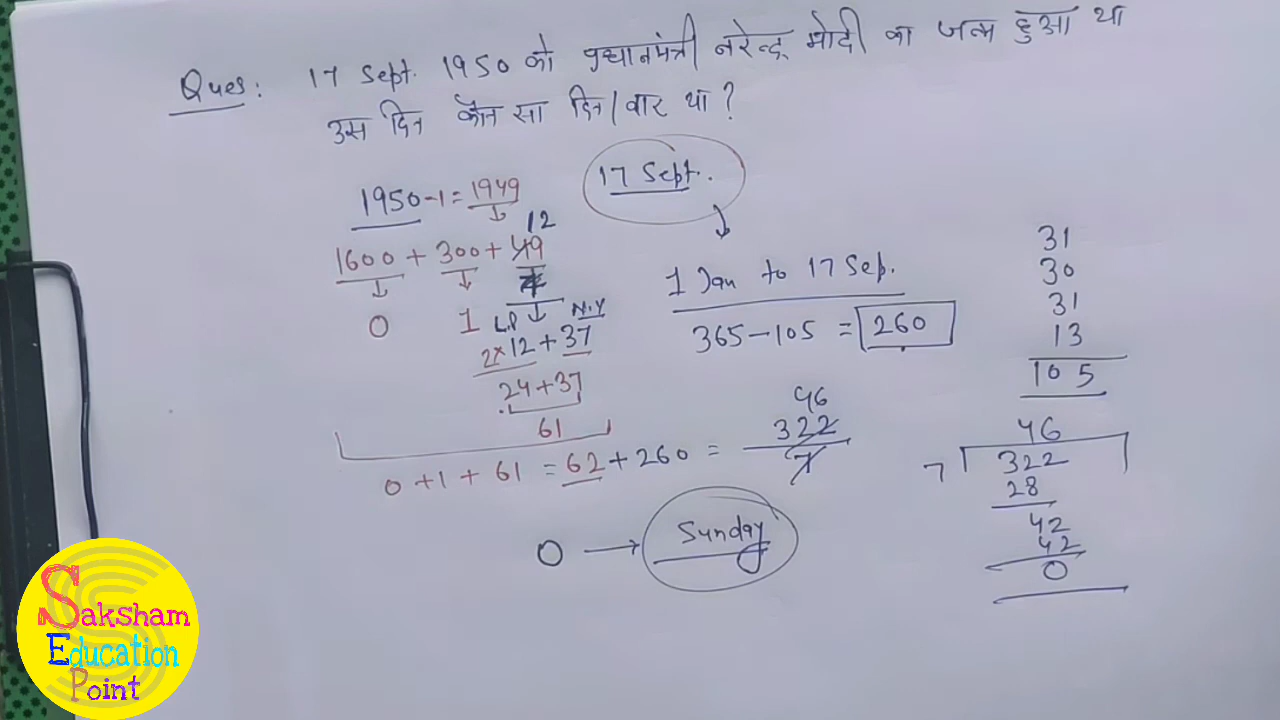 Ques: 17 Sept. 1950 को प्रधानमंत्री नरेन्द्र मोदी का जन्म हुआ था
उस दिन कौन सा दिन/वार था?
1950-1=1949
17 Sept.
12
1600 + 300 + 49
4
0 1 L.Y N.Y
2×12 + 37
24+37
61
0 +1 + 61 = 62 + 260 = 322
7
46
0 → Sunday
1 Jan to 17 Sep.
365-105 = 260
31
30
31
13
105
46
7 322
28
42
42
0
Saksham
Education
Point